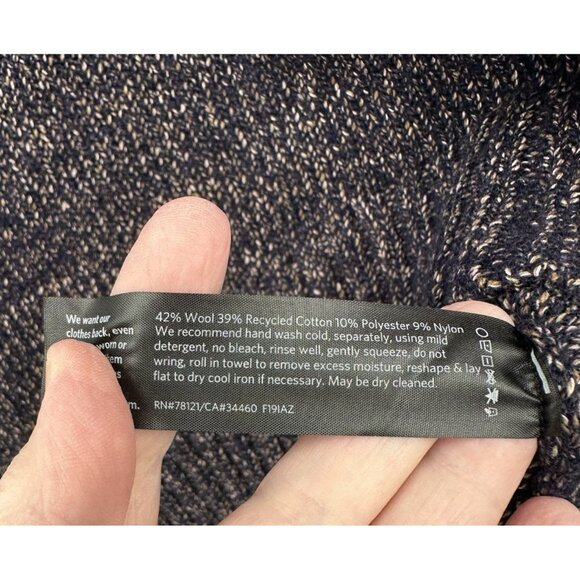 We want our
clothes back, even
worn or
42% Wool 39% Recycled Cotton 10% Polyester 9% Nylon
We recommend hand wash cold, separately, using mild
detergent, no bleach, rinse well, gently squeeze, do not
wring, roll in towel to remove excess moisture, reshape & lay
flat to dry cool iron if necessary. May be dry cleaned.
RN#78121/CA#34460 F19IAZ